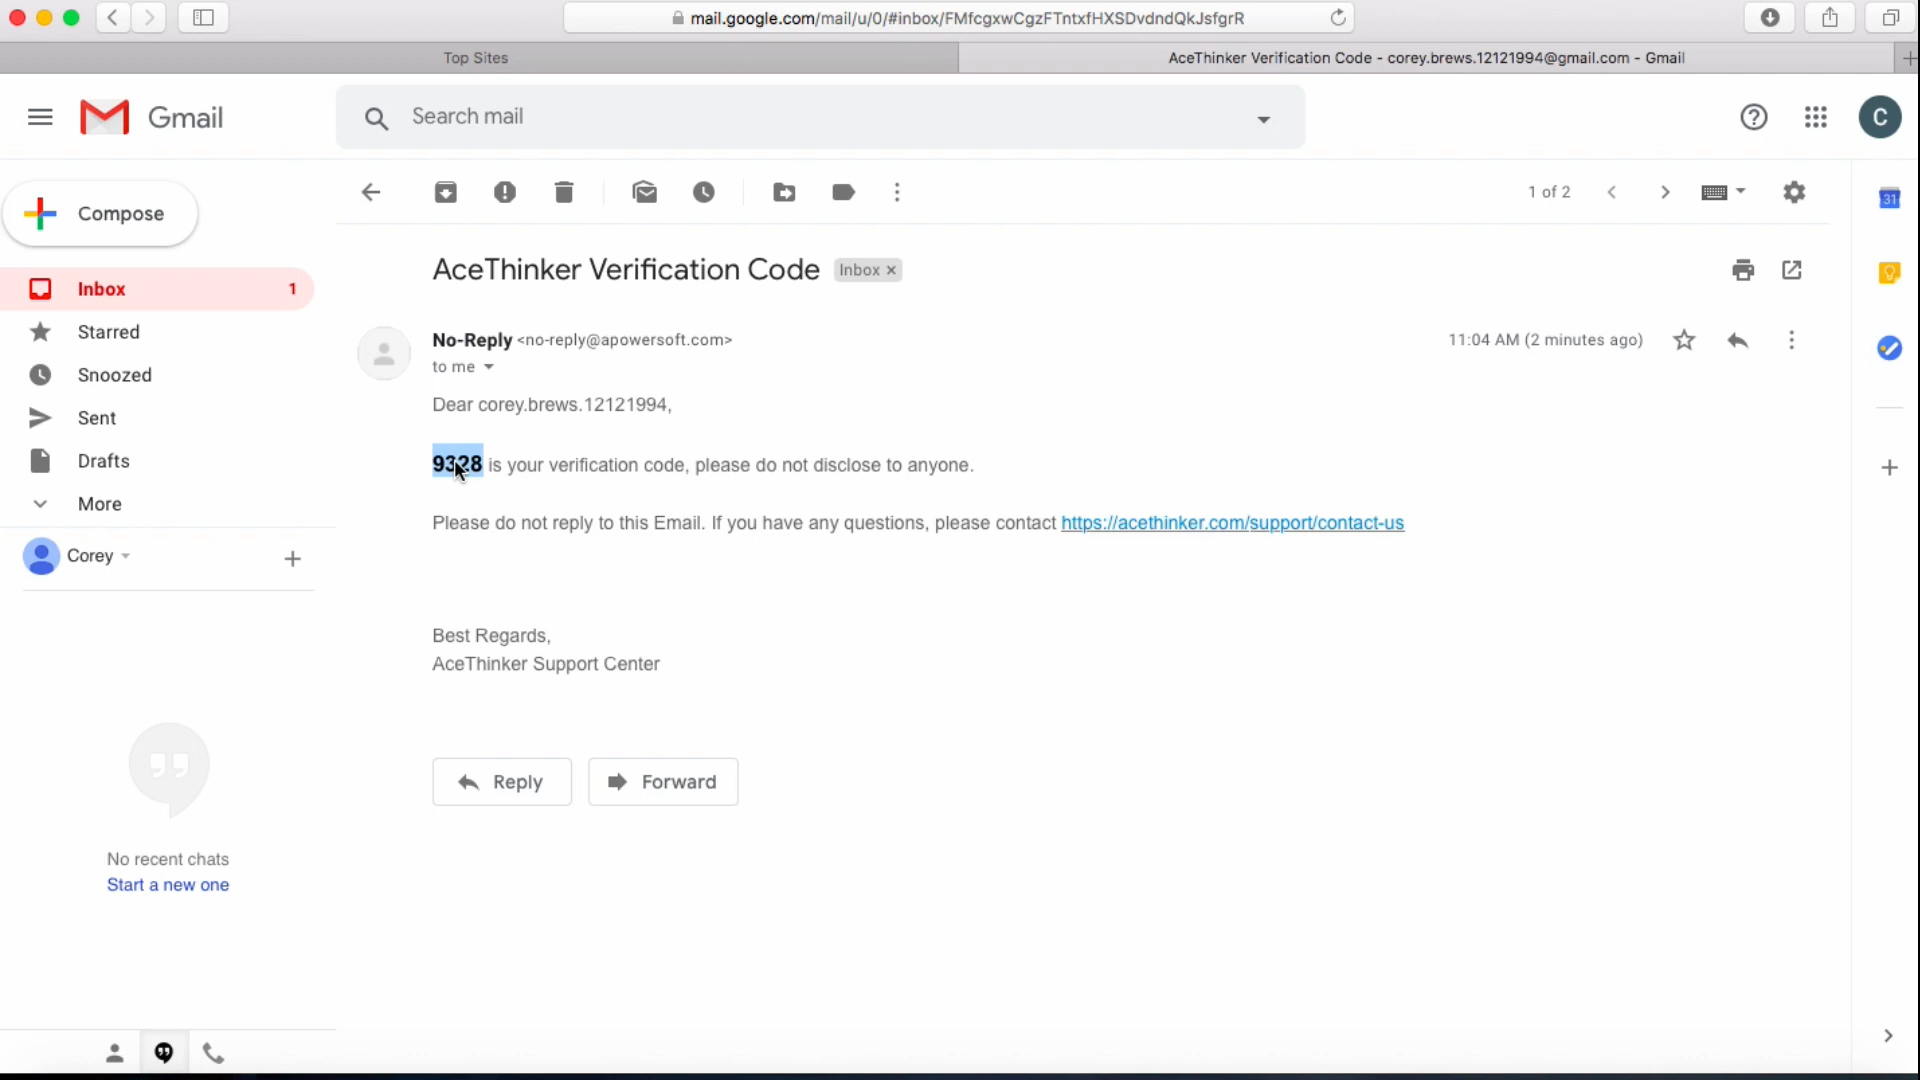 mail.google.com/mail/u/0/#inbox/FMfcgxwCgzFTntxfHXSDvdndQkJsfgrR
Top Sites
AceThinker Verification Code - corey.brews.12121994@gmail.com - Gmail
Gmail
Search mail
C
Compose
1 of 2
31
AceThinker Verification Code
Inbox ×
Inbox 1
Starred
Snoozed
Sent
Drafts
More
Corey
No-Reply <no-reply@apowersoft.com>
11:04 AM (2 minutes ago)
to me
Dear corey.brews.12121994,
9328 is your verification code, please do not disclose to anyone.
Please do not reply to this Email. If you have any questions, please contact https://acethinker.com/support/contact-us
Best Regards,
AceThinker Support Center
Reply
Forward
No recent chats
Start a new one